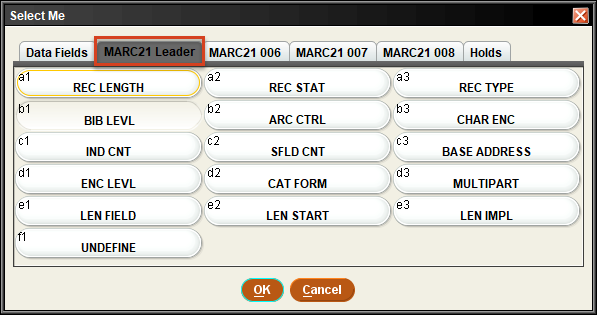 Select Me
Data Fields MARC21 Leader MARC21 006 MARC21 007 MARC21 008 Holds
a1 REC LENGTH a2 REC STAT a3 REC TYPE
b1 BIB LEVL b2 ARC CTRL b3 CHAR ENC
c1 IND CNT c2 SFLD CNT c3 BASE ADDRESS
d1 ENC LEVL d2 CAT FORM d3 MULTIPART
e1 LEN FIELD e2 LEN START e3 LEN IMPL
f1 UNDEFINE
OK Cancel